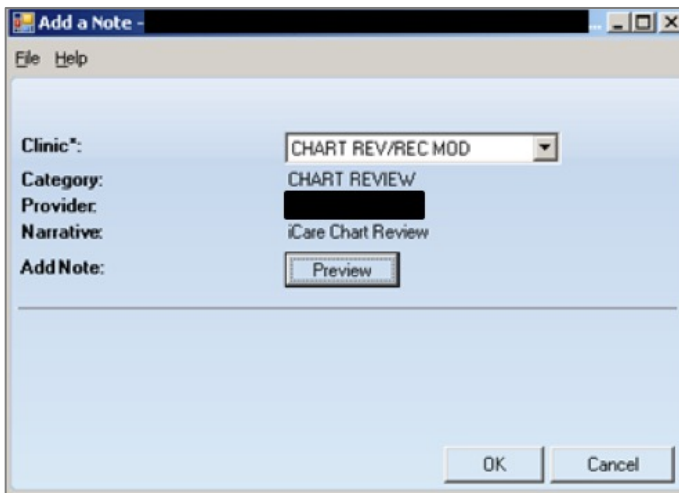 Add a Note - ...
File Help
Clinic*:
CHART REV/REC MOD
Category:
CHART REVIEW
Provider:
Narrative:
iCare Chart Review
Add Note:
Preview
OK
Cancel